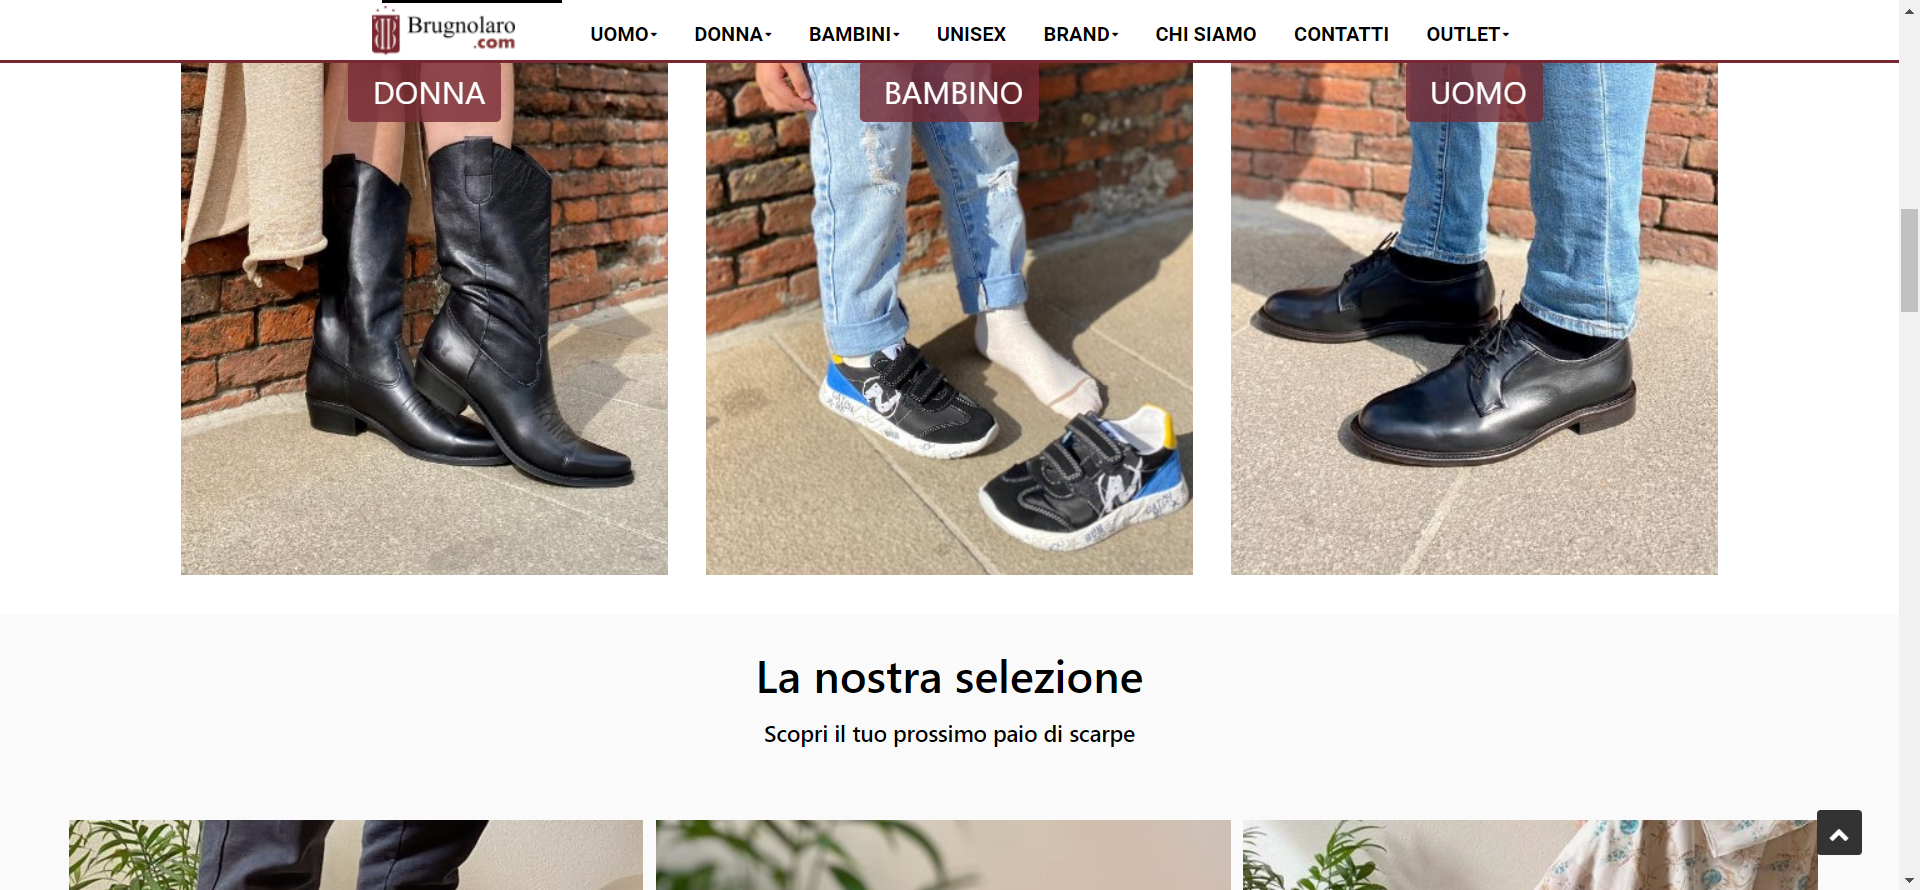 Brugnolaro
.com
UOMO DONNA BAMBINI UNISEX BRAND CHI SIAMO CONTATTI OUTLET
DONNA BAMBINO UOMO
La nostra selezione
Scopri il tuo prossimo paio di scarpe